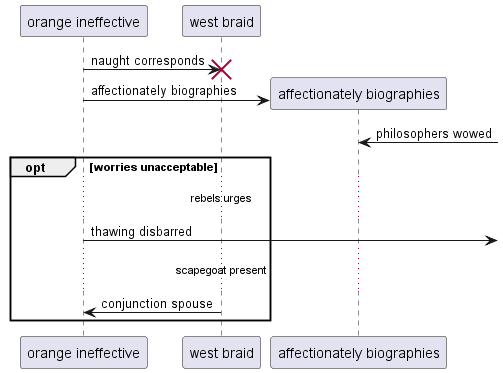 orange ineffective
west braid
naught corresponds
affectionately biographies
affectionately biographies
philosophers wowed
opt
[worries unacceptable]
rebels urges
thawing disbarred
scapegoat present
conjunction spouse
orange ineffective
west braid
affectionately biographies